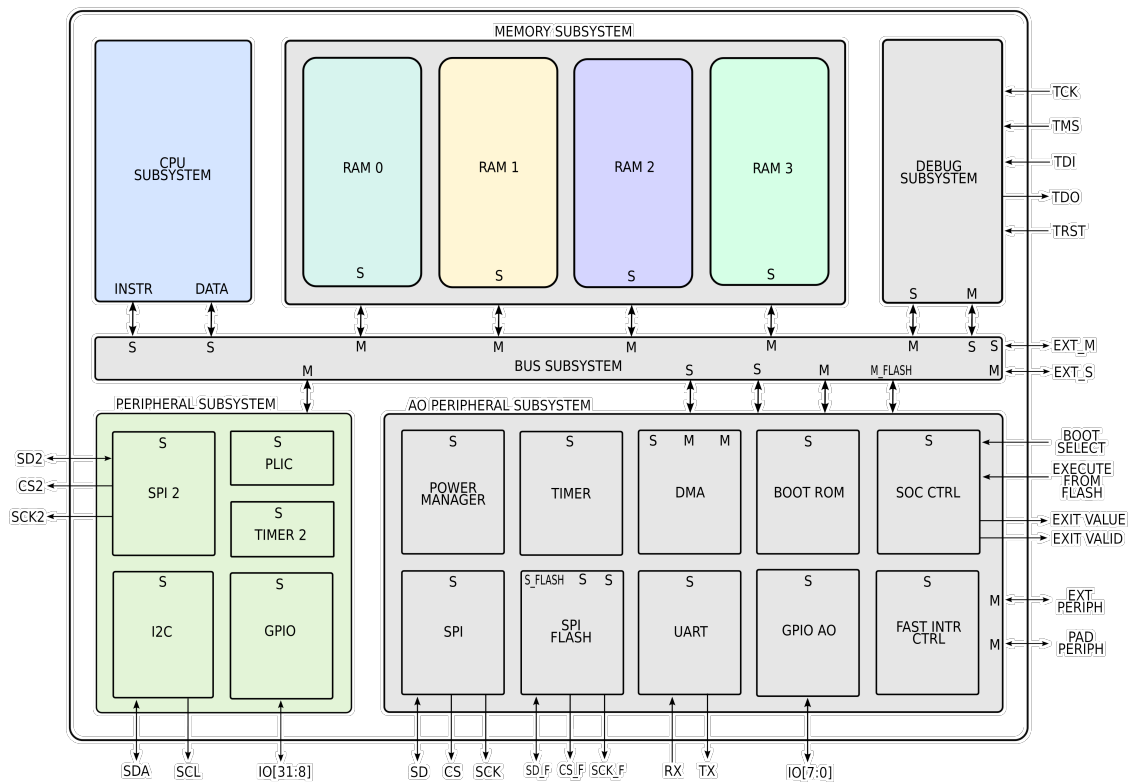 MEMORY SUBSYSTEM
CPU
SUBSYSTEM
INSTR
DATA
RAM 0
S
RAM 1
S
RAM 2
S
RAM 3
S
DEBUG
SUBSYSTEM
S
M
TCK
TMS
TDI
TDO
TRST
S
S
M
M
M
M
M
S
S
EXT_M
BUS SUBSYSTEM
M
S
S
M
M_FLASH
M
EXT_S
PERIPHERAL SUBSYSTEM
S
SPI 2
S
PLIC
S
TIMER 2
S
I2C
S
GPIO
SD2
CS2
SCK2
SDA
SCL
IO[31:8]
AO PERIPHERAL SUBSYSTEM
S
POWER
MANAGER
S
TIMER
S
M
M
DMA
S
BOOT ROM
S
SOC CTRL
S
SPI
S_FLASH
S
S
SPI
FLASH
S
UART
S
GPIO AO
S
FAST INTR
CTRL
M
M
BOOT
SELECT
EXECUTE
FROM
FLASH
EXIT VALUE
EXIT VALID
EXT
PERIPH
PAD
PERIPH
SD
CS
SCK
SD_F
CS_F
SCK_F
RX
TX
IO[7:0]